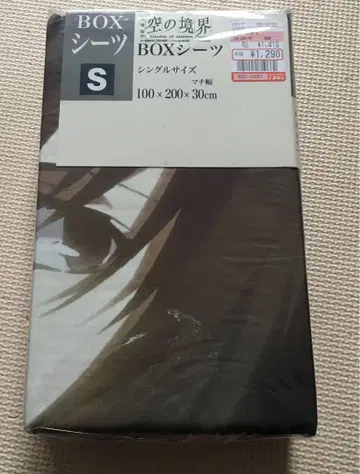 BOX-
シーツ
S
空の境界
the Garden of sinners
BOXシーツ
シングルサイズ
マチ幅
100×200×30cm
¥1,290